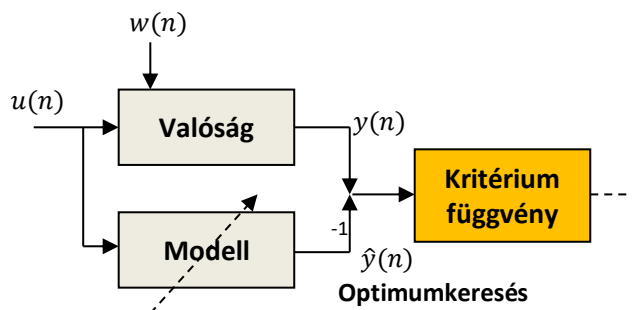 w(n)
u(n)
Valóság
y(n)
Kritérium
függvény
Modell
-1
ŷ(n)
Optimumkeresés